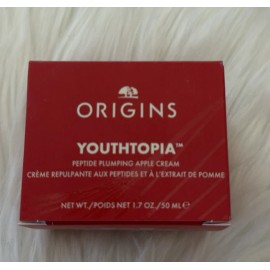 ORIGINS
YOUTHTOPIA™
PEPTIDE PLUMPING APPLE CREAM
CRÈME REPULPANTE AUX PEPTIDES ET À L'EXTRAIT DE POMME
NET WT./POIDS NET 1.7 OZ./50 ML ℮